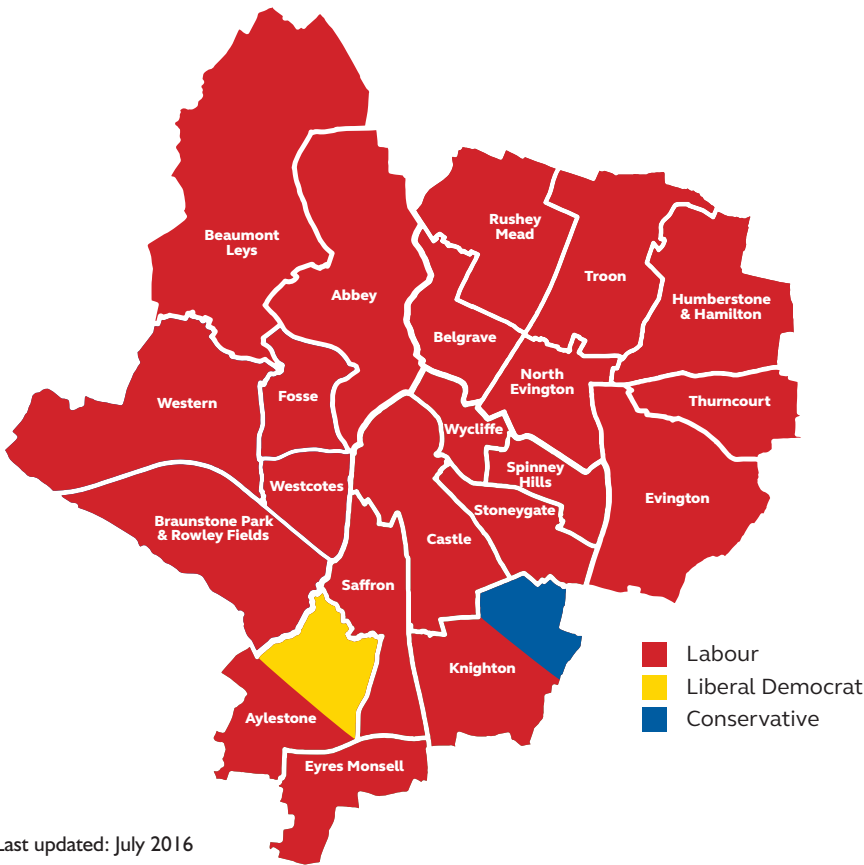 Beaumont
Leys
Abbey
Rushey
Mead
Troon
Humberstone
& Hamilton
Belgrave
North
Evington
Western
Fosse
Thurncourt
Wycliffe
Westcotes
Spinney
Hills
Stoneygate
Evington
Braunstone Park
& Rowley Fields
Castle
Saffron
Knighton
Aylestone
Eyres Monsell
Labour
Liberal Democrat
Conservative
Last updated: July 2016